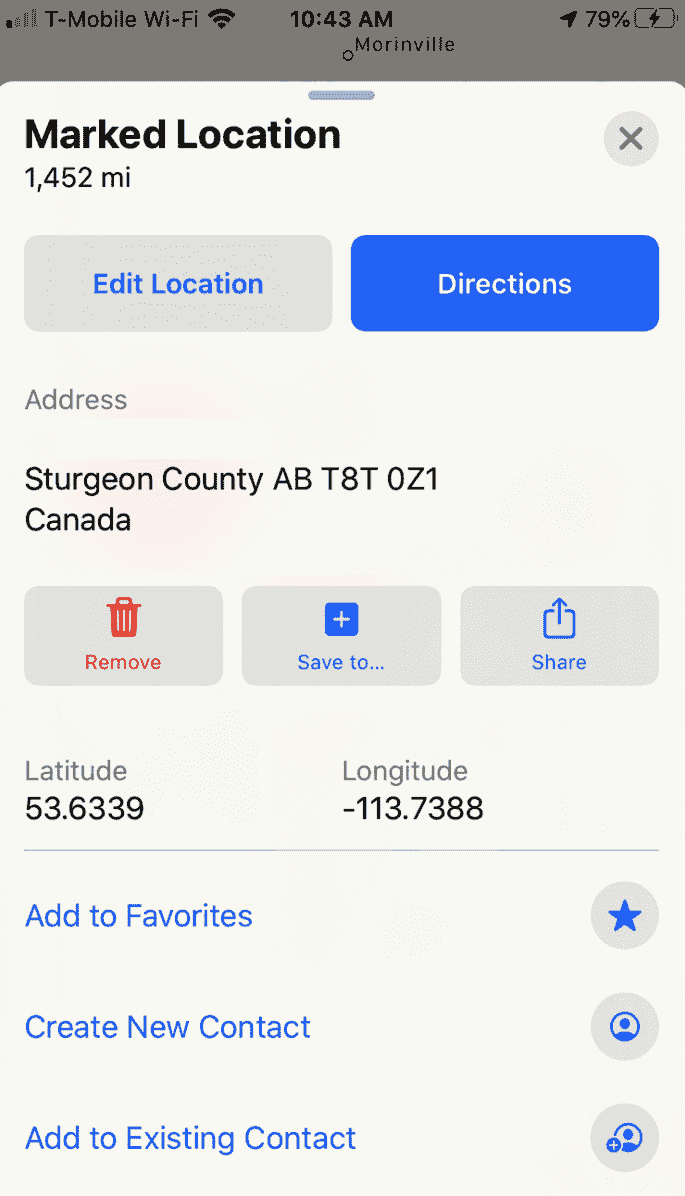 T-Mobile Wi-Fi 10:43 AM 79%
Morinville
Marked Location
1,452 mi
Edit Location Directions
Address
Sturgeon County AB T8T 0Z1
Canada
Remove Save to... Share
Latitude Longitude
53.6339 -113.7388
Add to Favorites
Create New Contact
Add to Existing Contact